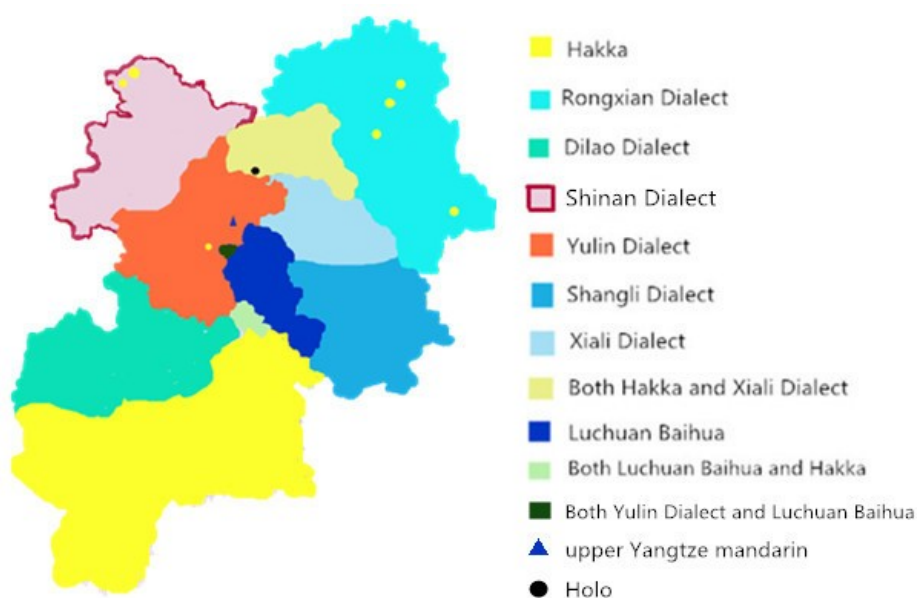 Hakka
Rongxian Dialect
Dilao Dialect
Shinan Dialect
Yulin Dialect
Shangli Dialect
Xiali Dialect
Both Hakka and Xiali Dialect
Luchuan Baihua
Both Luchuan Baihua and Hakka
Both Yulin Dialect and Luchuan Baihua
upper Yangtze mandarin
Holo